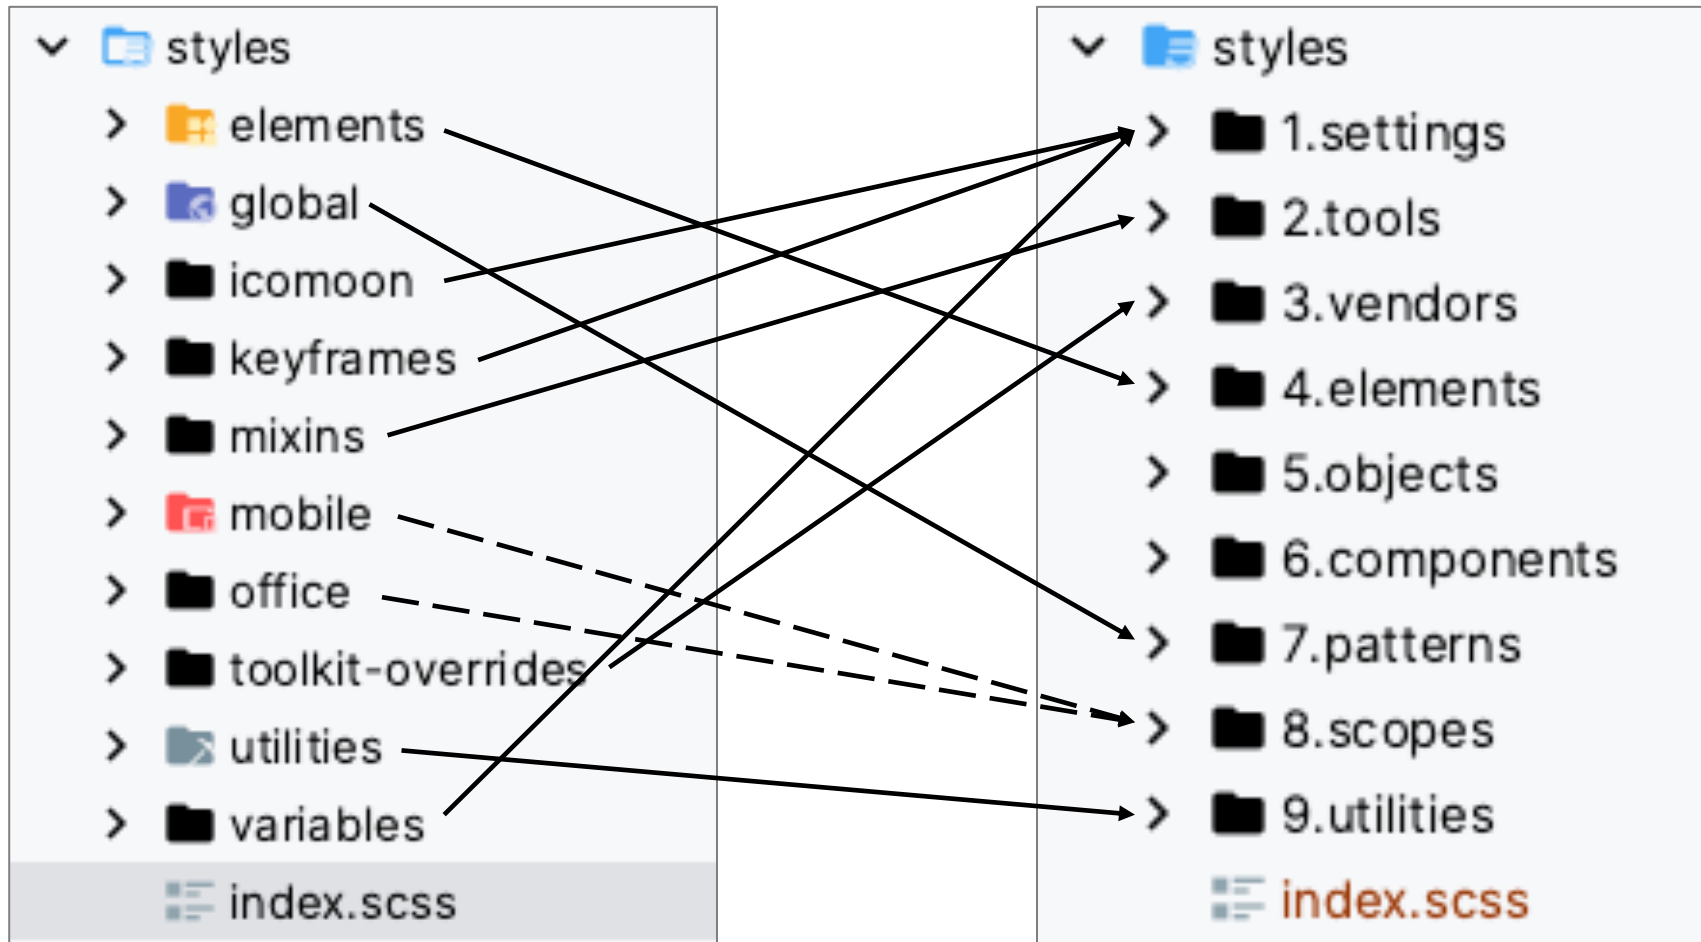 styles
elements
global
icomoon
keyframes
mixins
mobile
office
toolkit-overrides
utilities
variables
index.scss
styles
1.settings
2.tools
3.vendors
4.elements
5.objects
6.components
7.patterns
8.scopes
9.utilities
index.scss